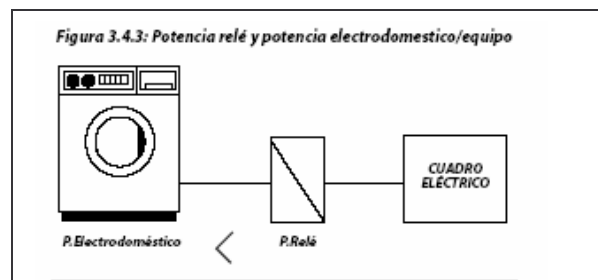 Figura 3.4.3: Potencia relé y potencia electrodomestico/equipo
CUADRO
ELÉCTRICO
P.Electrodoméstico < P.Relé